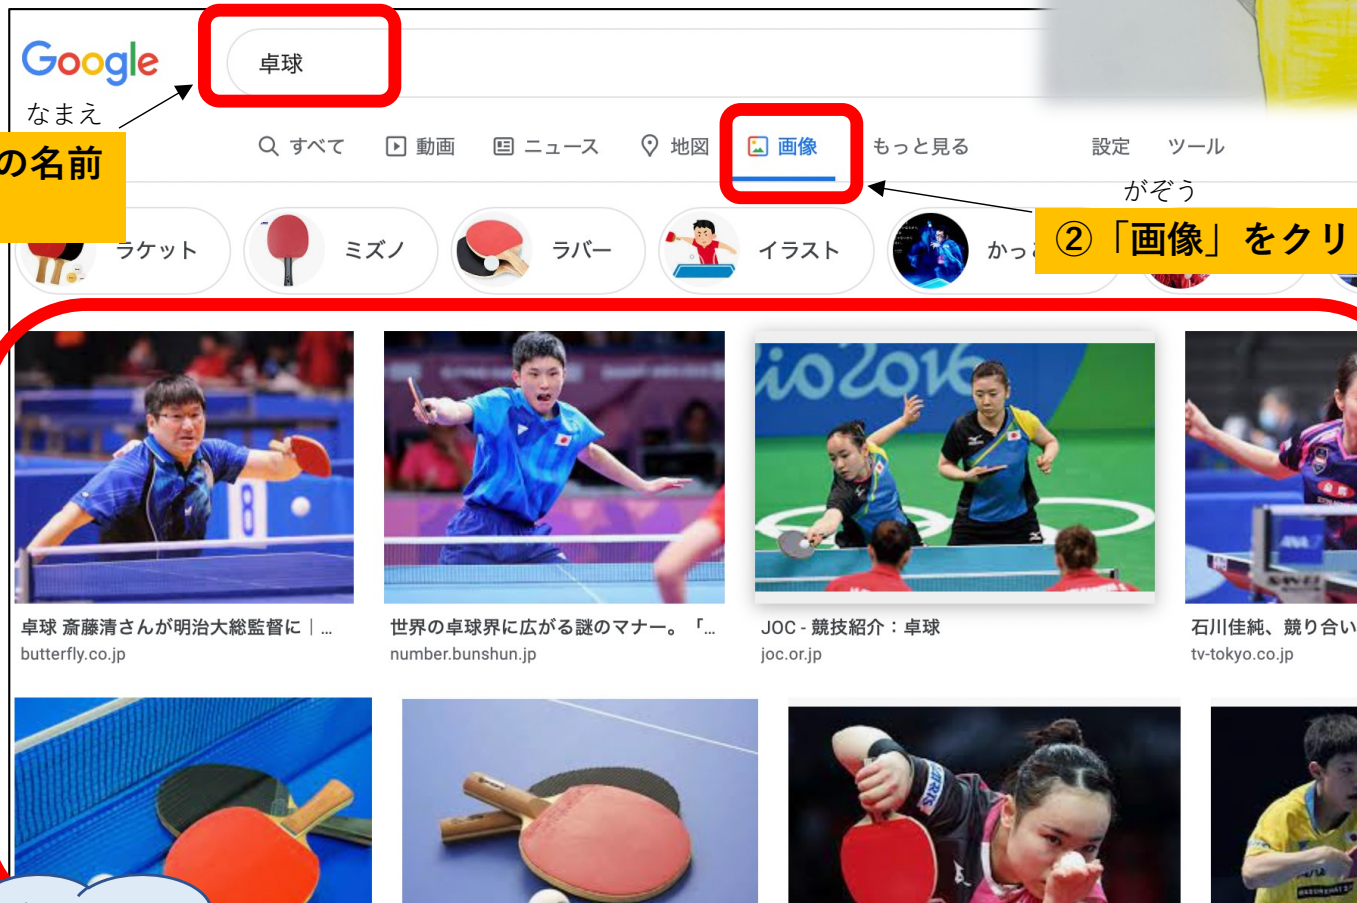 Google
卓球
なまえ
の名前
すべて 動画 ニュース 地図 画像 もっと見る 設定 ツール
がぞう
②「画像」をクリ
ラケット ミズノ ラバー イラスト かっ
Rio2016
8
卓球 斎藤清さんが明治大総監督に｜...
butterfly.co.jp
世界の卓球界に広がる謎のマナー。「...
number.bunshun.jp
JOC - 競技紹介：卓球
joc.or.jp
石川佳純、競り合い
tv-tokyo.co.jp